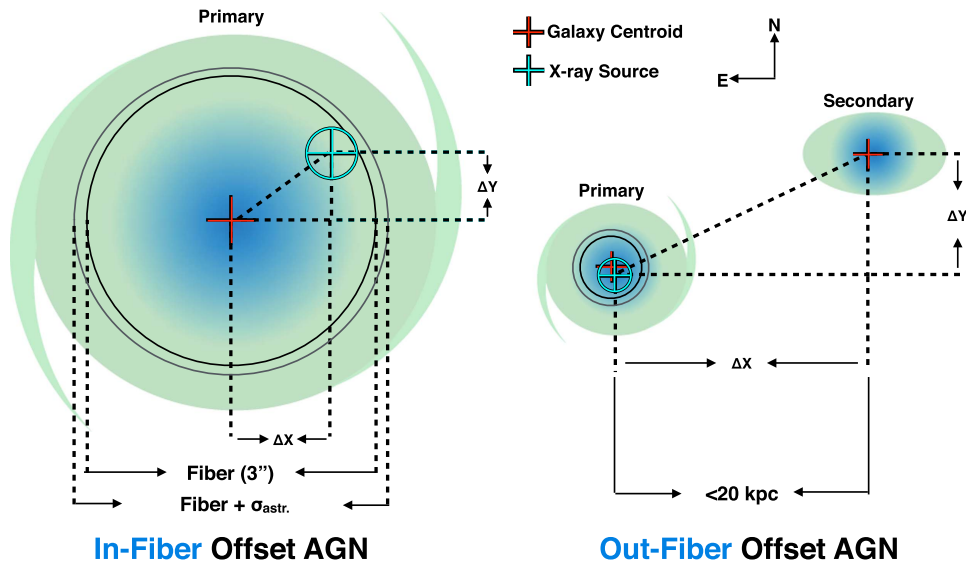 Primary
Galaxy Centroid
X-ray Source
N
E
Secondary
Primary
ΔY
ΔY
ΔX
ΔX
Fiber (3”)
Fiber + σastr.
<20 kpc
In-Fiber Offset AGN
Out-Fiber Offset AGN